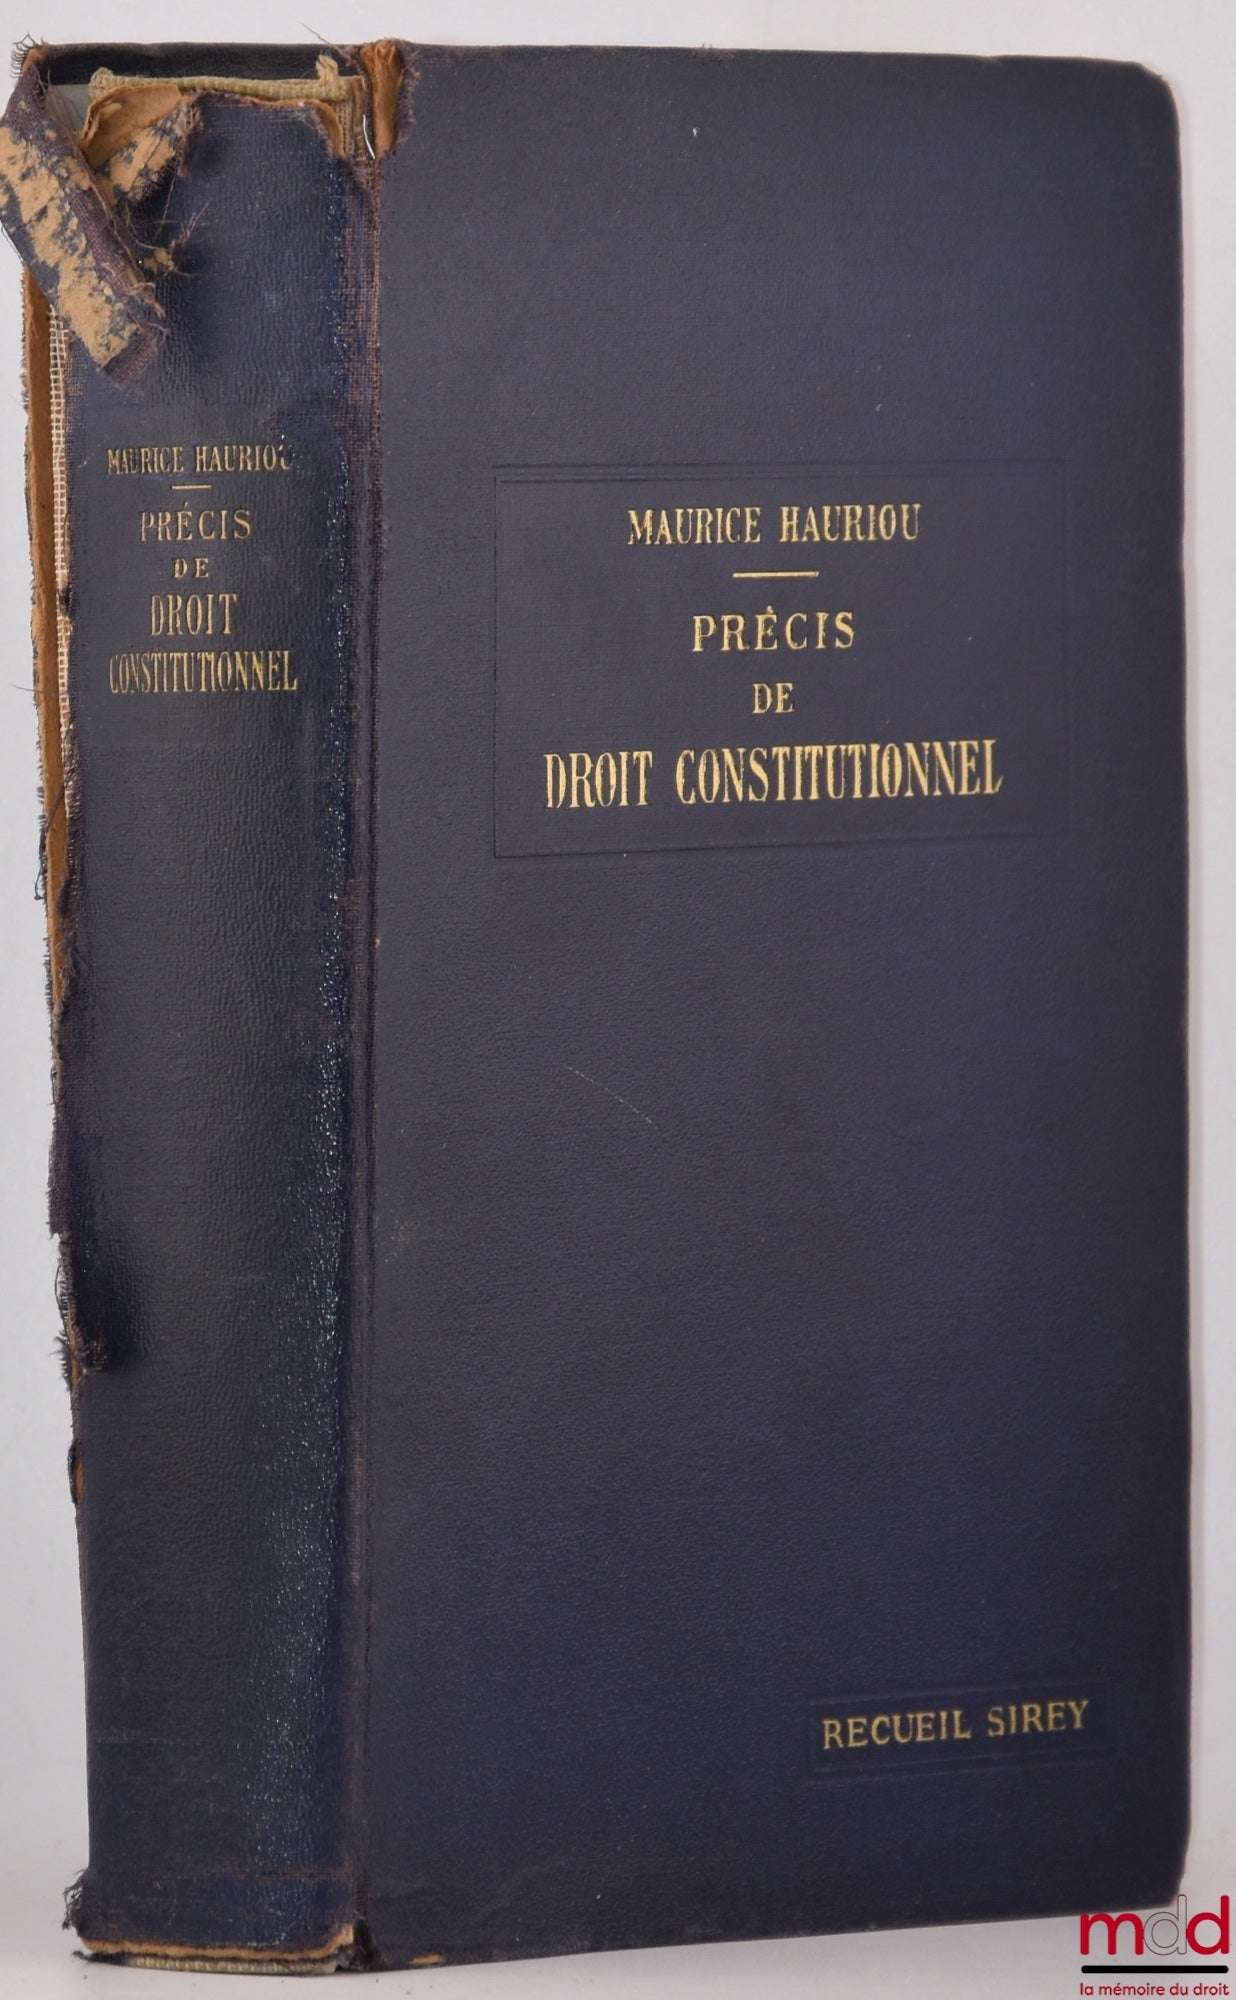 MAURICE HAURIOU
PRÉCIS
DE
DROIT
CONSTITUTIONNEL
MAURICE HAURIOU
PRÉCIS
DE
DROIT CONSTITUTIONNEL
RECUEIL SIREY
mdd
la mémoire du droit